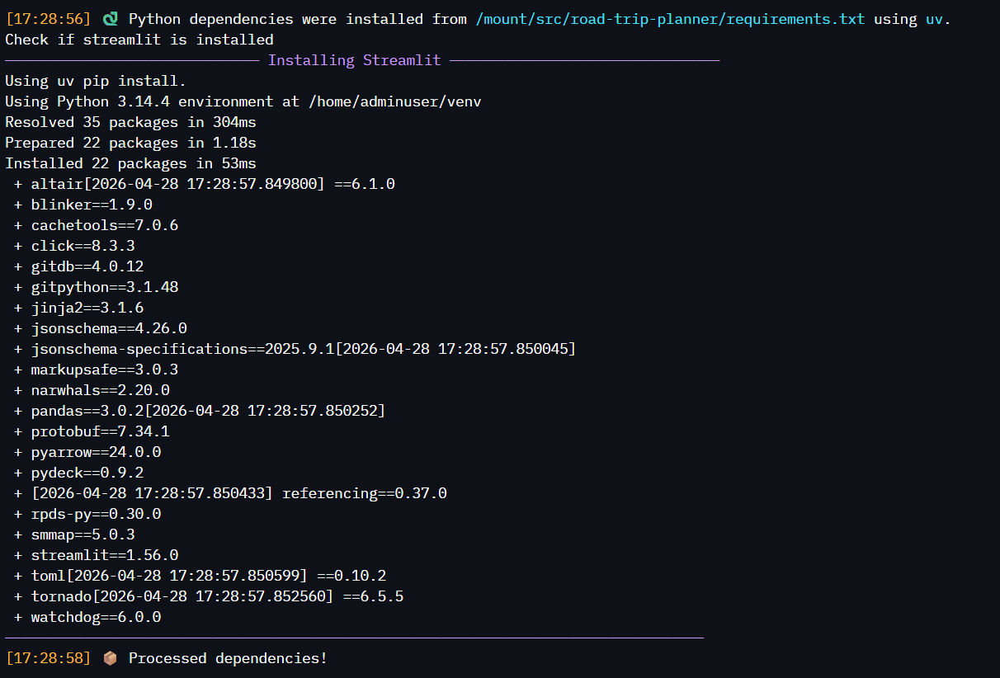 [17:28:56] Python dependencies were installed from /mount/src/road-trip-planner/requirements.txt using uv.
Check if streamlit is installed
Installing Streamlit
Using uv pip install.
Using Python 3.14.4 environment at /home/adminuser/venv
Resolved 35 packages in 304ms
Prepared 22 packages in 1.18s
Installed 22 packages in 53ms
+ altair[2026-04-28 17:28:57.849800] ==6.1.0
+ blinker==1.9.0
+ cachetools==7.0.6
+ click==8.3.3
+ gitdb==4.0.12
+ gitpython==3.1.48
+ jinja2==3.1.6
+ jsonschema==4.26.0
+ jsonschema-specifications==2025.9.1[2026-04-28 17:28:57.850045]
+ markupsafe==3.0.3
+ narwhals==2.20.0
+ pandas==3.0.2[2026-04-28 17:28:57.850252]
+ protobuf==7.34.1
+ pyarrow==24.0.0
+ pydeck==0.9.2
+ [2026-04-28 17:28:57.850433] referencing==0.37.0
+ rpds-py==0.30.0
+ smmap==5.0.3
+ streamlit==1.56.0
+ toml[2026-04-28 17:28:57.850599] ==0.10.2
+ tornado[2026-04-28 17:28:57.852560] ==6.5.5
+ watchdog==6.0.0
[17:28:58] Processed dependencies!